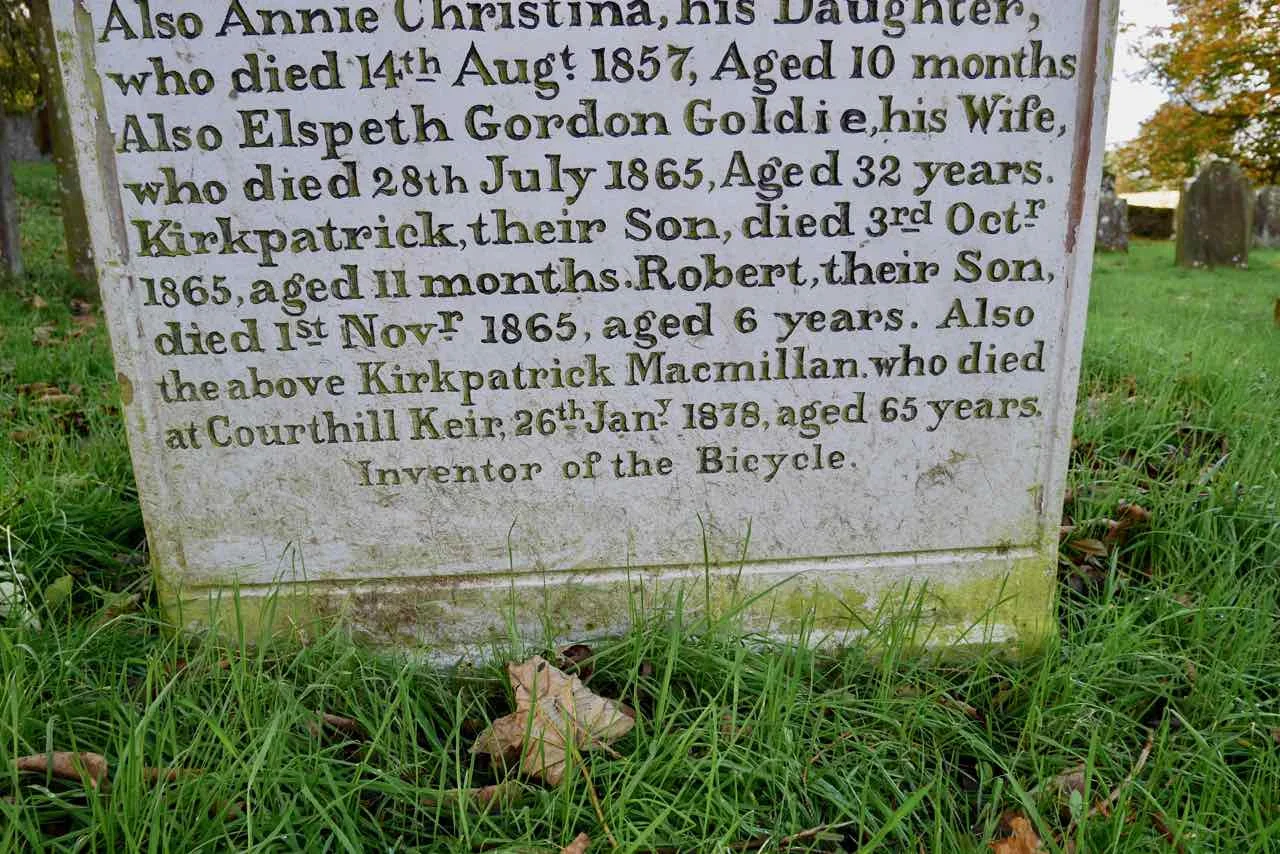 Also Annie Christina, his Daughter,
who died 14th Augt. 1857, Aged 10 months
Also Elspeth Gordon Goldie, his Wife,
who died 28th July 1865, Aged 32 years.
Kirkpatrick, their Son, died 3rd Octr
1865, aged 11 months. Robert, their Son,
died 1st Novr 1865, aged 6 years. Also
the above Kirkpatrick Macmillan. who died
at Courthill Keir, 26th Jany. 1878, aged 65 years.
Inventor of the Bicycle.